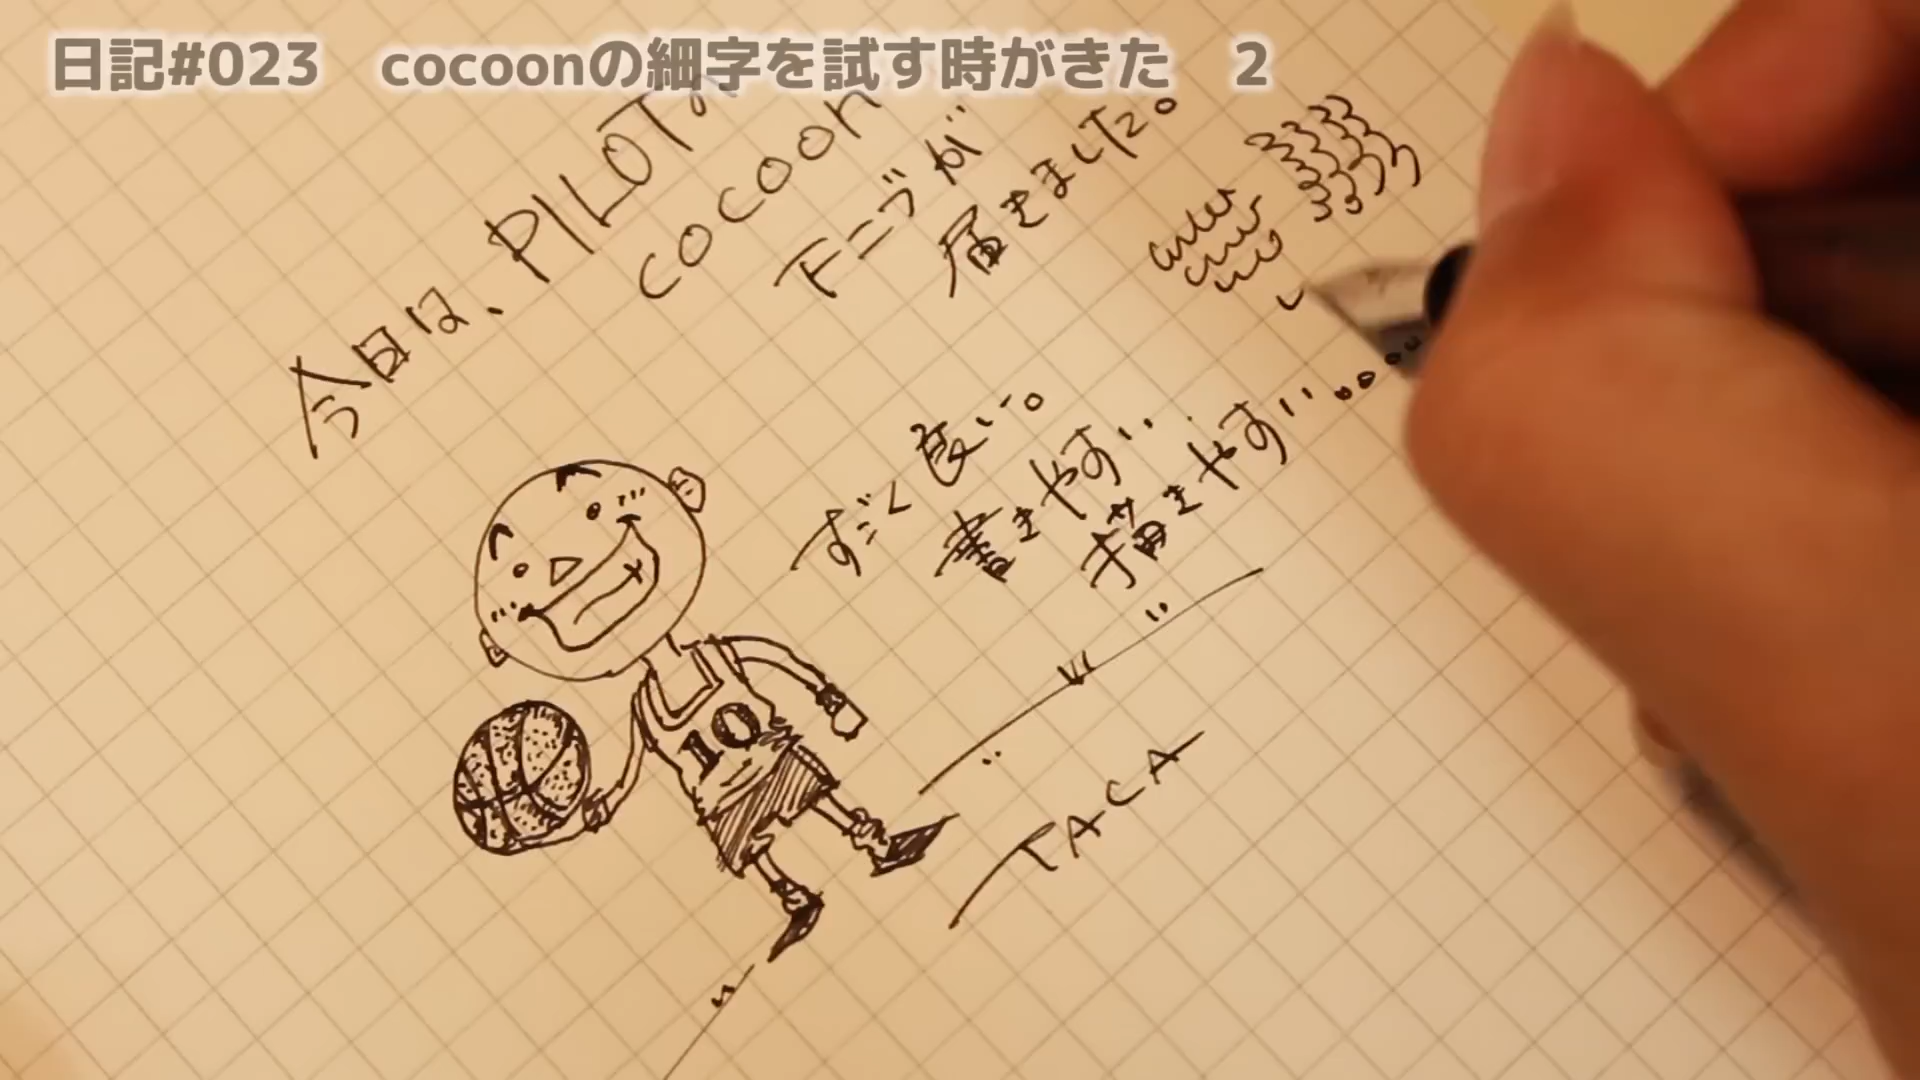 日記#023　cocoonの細字を試す時がきた　2
今日は、PILOTの
cocoon
Fニブが
届きました。
すごく良い。
書きやすい
描きやすい...
10
TACA